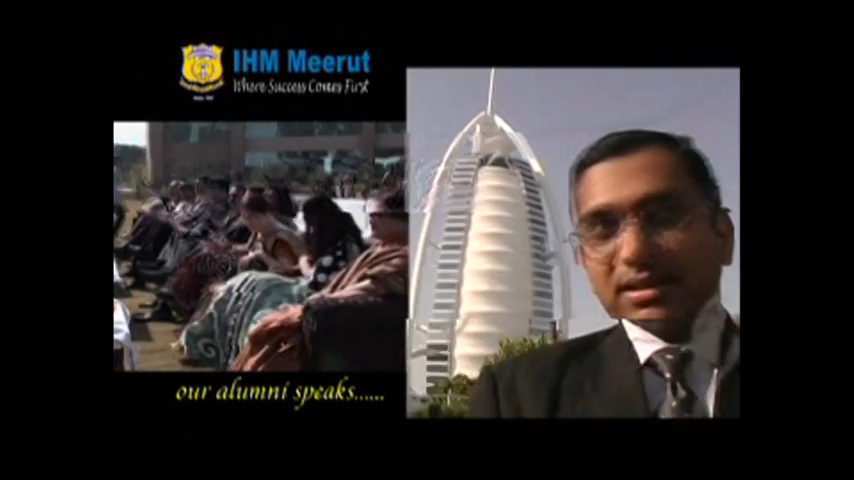 IHM Meerut
Where Success Comes First
our alumni speaks......